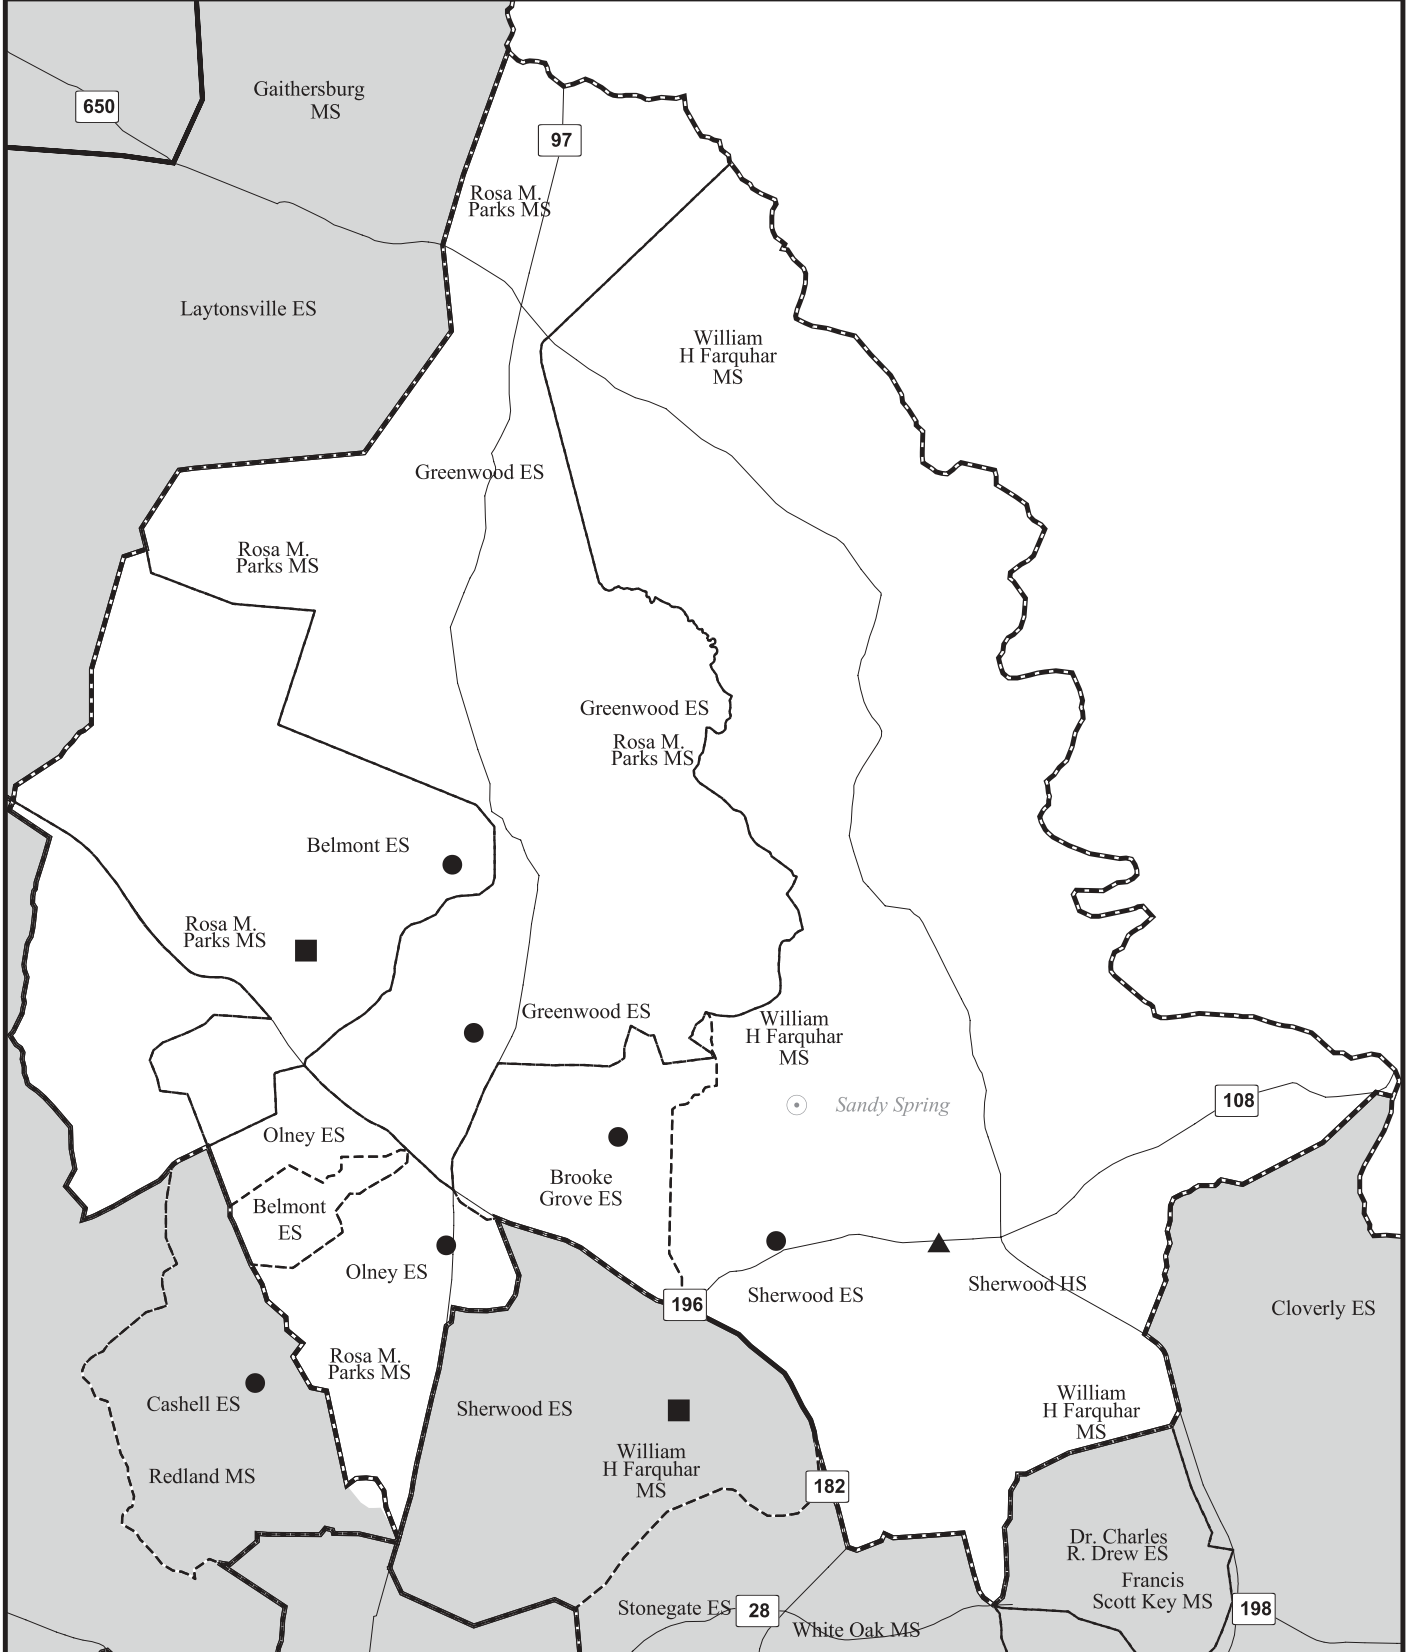 Gaithersburg
MS
650
97
Rosa M.
Parks MS
Laytonsville ES
William
H Farquhar
MS
Greenwood ES
Rosa M.
Parks MS
Greenwood ES
Rosa M.
Parks MS
Belmont ES
Rosa M.
Parks MS
Greenwood ES
William
H Farquhar
MS
Sandy Spring
108
Olney ES
Brooke
Grove ES
Belmont
ES
Olney ES
Sherwood HS
Sherwood ES
196
Cloverly ES
Rosa M.
Parks MS
Cashell ES
Sherwood ES
William
H Farquhar
MS
Redland MS
William
H Farquhar
MS
182
Dr. Charles
R. Drew ES
Francis
Scott Key MS
Stonegate ES
28
198
White Oak MS